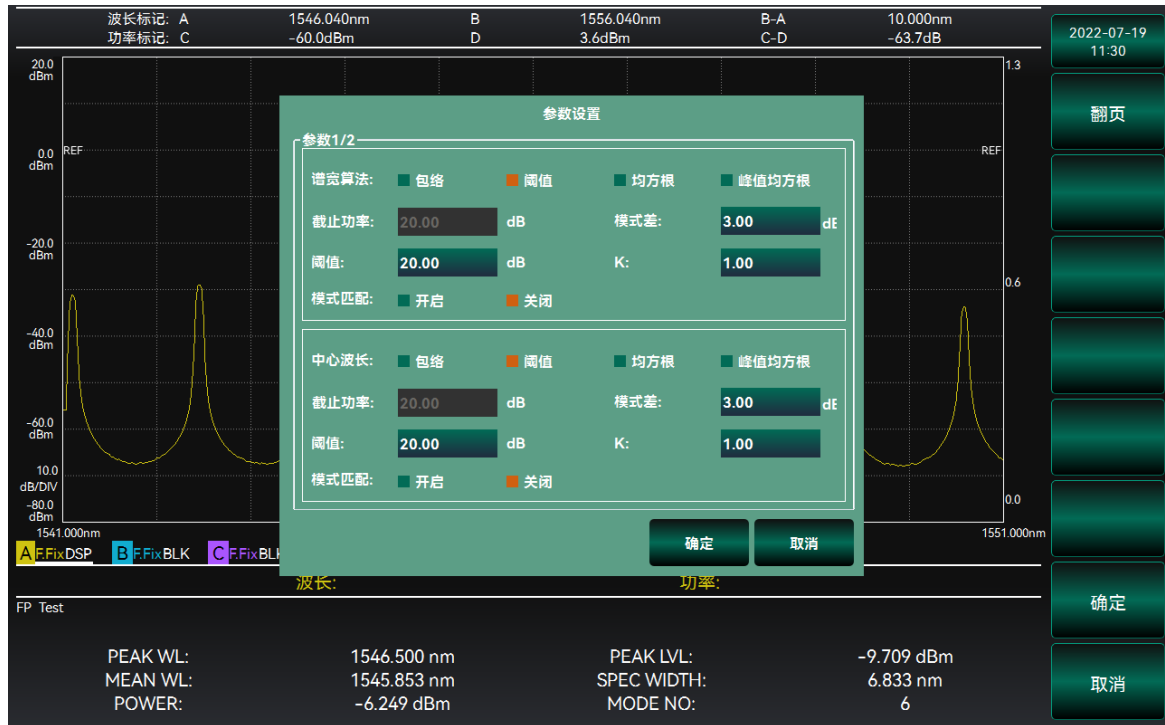 波长标记: A 1546.040nm B 1556.040nm B-A 10.000nm
功率标记: C -60.0dBm D 3.6dBm C-D -63.7dB
2022-07-19
11:30
20.0
dBm
1.3
翻页
参数设置
参数1/2
0.0
dBm
REF
REF
谱宽算法: 包络 阈值 均方根 峰值均方根
截止功率: 20.00 dB 模式差: 3.00 dB
-20.0
dBm
阈值: 20.00 dB K: 1.00
0.6
模式匹配: 开启 关闭
-40.0
dBm
中心波长: 包络 阈值 均方根 峰值均方根
截止功率: 20.00 dB 模式差: 3.00 dB
-60.0
dBm
阈值: 20.00 dB K: 1.00
10.0
dB/DIV
模式匹配: 开启 关闭
-80.0
dBm
0.0
1541.000nm
1551.000nm
确定 取消
A F.FixDSP B F.FixBLK C F.FixBL
波长: 功率:
确定
FP Test
PEAK WL: 1546.500 nm PEAK LVL: -9.709 dBm
MEAN WL: 1545.853 nm SPEC WIDTH: 6.833 nm
取消
POWER: -6.249 dBm MODE NO: 6